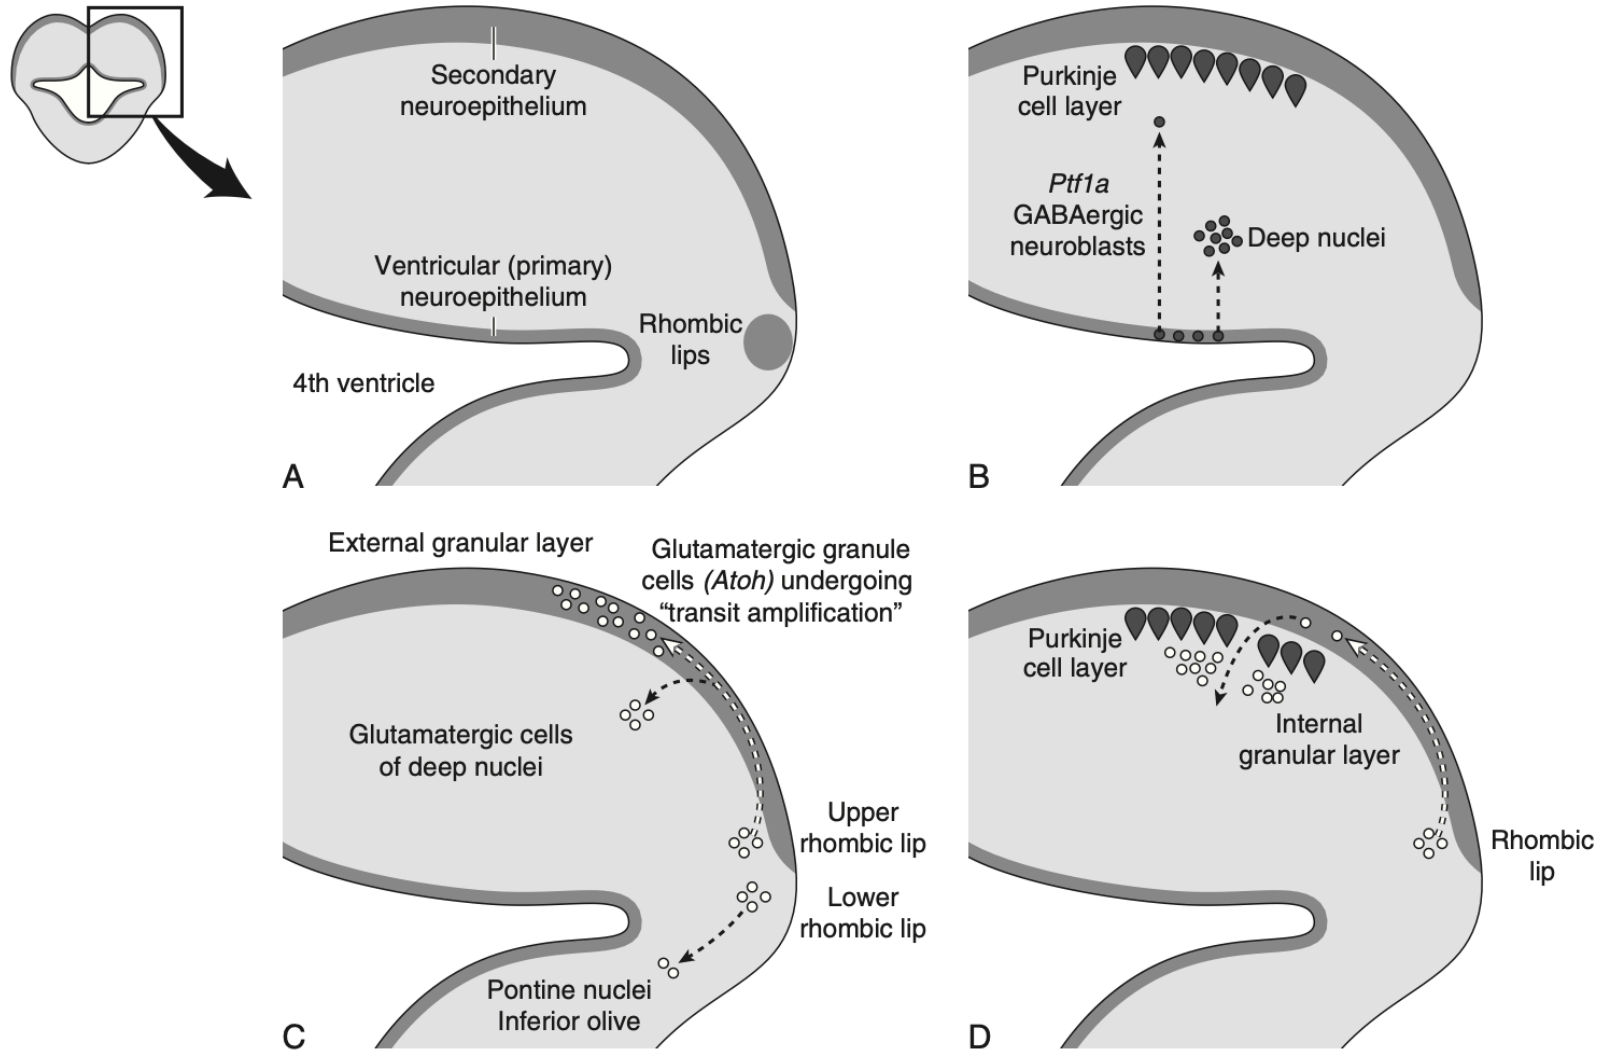 Secondary
neuroepithelium
Ventricular (primary)
neuroepithelium
Rhombic
lips
4th ventricle
A
Purkinje
cell layer
Ptf1a
GABAergic
neuroblasts
Deep nuclei
B
External granular layer
Glutamatergic granule
cells (Atoh) undergoing
“transit amplification”
Glutamatergic cells
of deep nuclei
Upper
rhombic lip
Lower
rhombic lip
Pontine nuclei
Inferior olive
C
Purkinje
cell layer
Internal
granular layer
Rhombic
lip
D